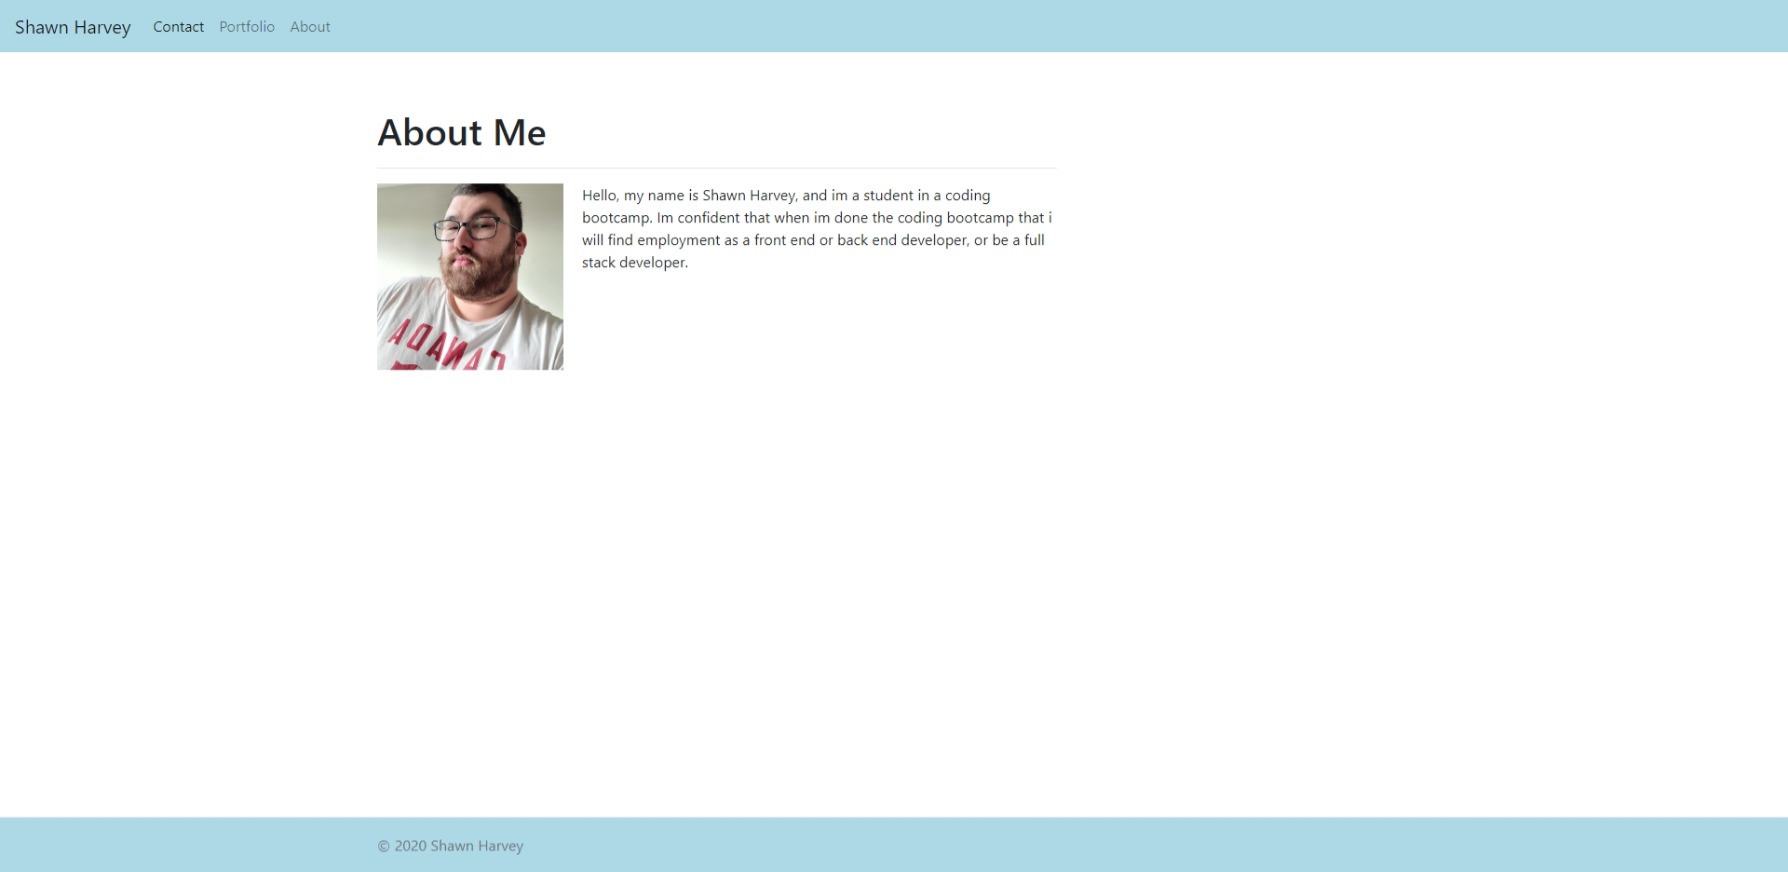 Shawn Harvey Contact Portfolio About
About Me
Hello, my name is Shawn Harvey, and im a student in a coding
bootcamp. Im confident that when im done the coding bootcamp that i
will find employment as a front end or back end developer, or be a full
stack developer.
CANADA
© 2020 Shawn Harvey